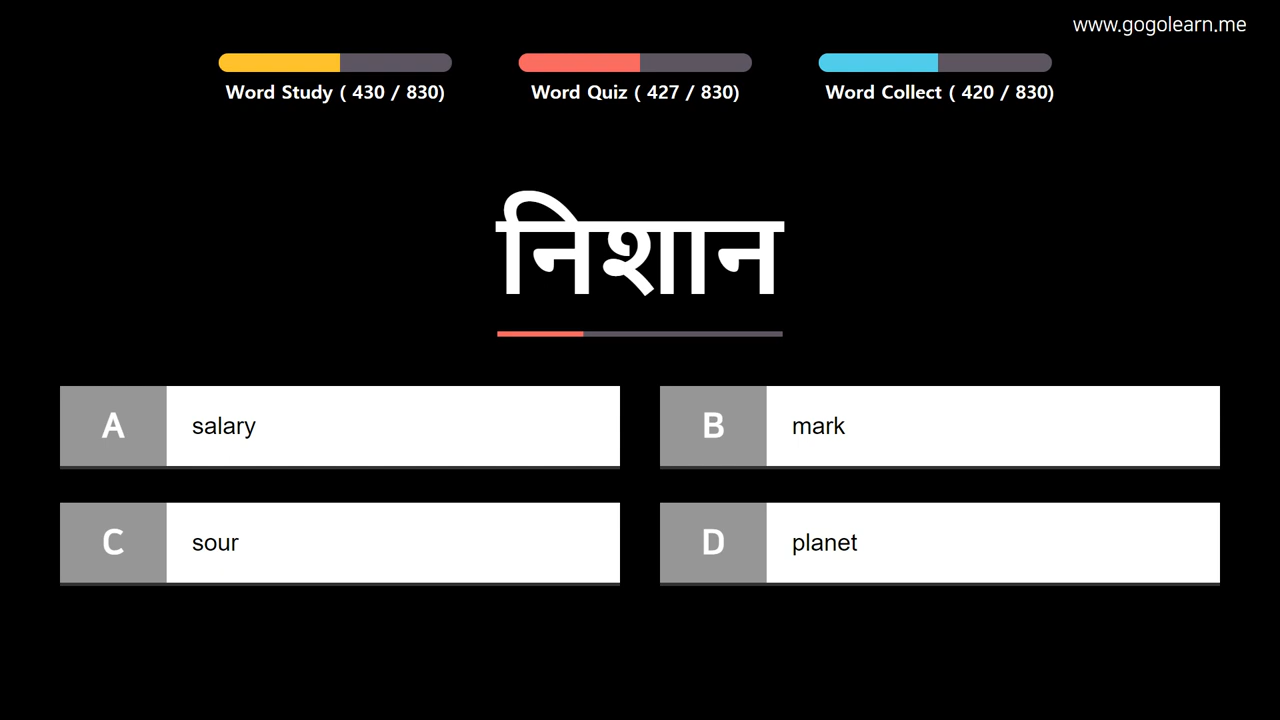 www.gogolearn.me
Word Study ( 430 / 830)
Word Quiz ( 427 / 830)
Word Collect ( 420 / 830)
निशान
A salary
B mark
C sour
D planet